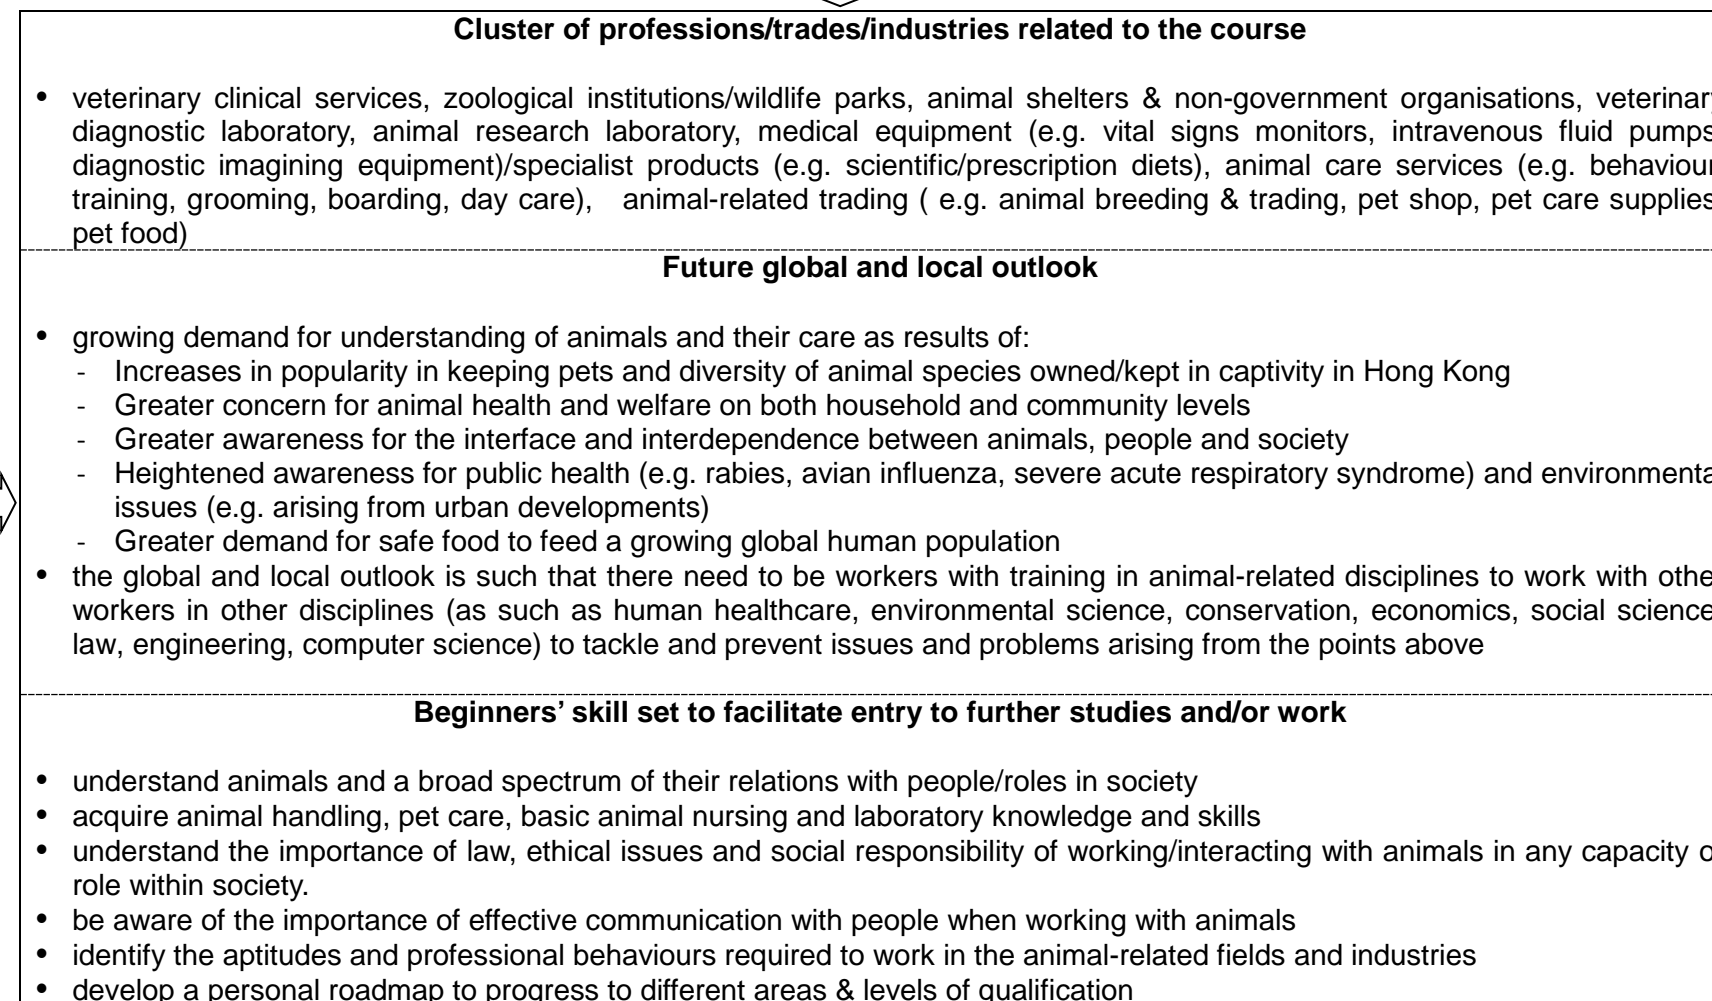 Cluster of professions/trades/industries related to the course
• veterinary clinical services, zoological institutions/wildlife parks, animal shelters & non-government organisations, veterinary
diagnostic laboratory, animal research laboratory, medical equipment (e.g. vital signs monitors, intravenous fluid pumps
diagnostic imagining equipment)/specialist products (e.g. scientific/prescription diets), animal care services (e.g. behaviour
training, grooming, boarding, day care), animal-related trading ( e.g. animal breeding & trading, pet shop, pet care supplies
pet food)
Future global and local outlook
• growing demand for understanding of animals and their care as results of:
- Increases in popularity in keeping pets and diversity of animal species owned/kept in captivity in Hong Kong
- Greater concern for animal health and welfare on both household and community levels
- Greater awareness for the interface and interdependence between animals, people and society
- Heightened awareness for public health (e.g. rabies, avian influenza, severe acute respiratory syndrome) and environmenta
issues (e.g. arising from urban developments)
- Greater demand for safe food to feed a growing global human population
• the global and local outlook is such that there need to be workers with training in animal-related disciplines to work with othe
workers in other disciplines (as such as human healthcare, environmental science, conservation, economics, social science
law, engineering, computer science) to tackle and prevent issues and problems arising from the points above
Beginners’ skill set to facilitate entry to further studies and/or work
• understand animals and a broad spectrum of their relations with people/roles in society
• acquire animal handling, pet care, basic animal nursing and laboratory knowledge and skills
• understand the importance of law, ethical issues and social responsibility of working/interacting with animals in any capacity o
role within society.
• be aware of the importance of effective communication with people when working with animals
• identify the aptitudes and professional behaviours required to work in the animal-related fields and industries
• develop a personal roadmap to progress to different areas & levels of qualification